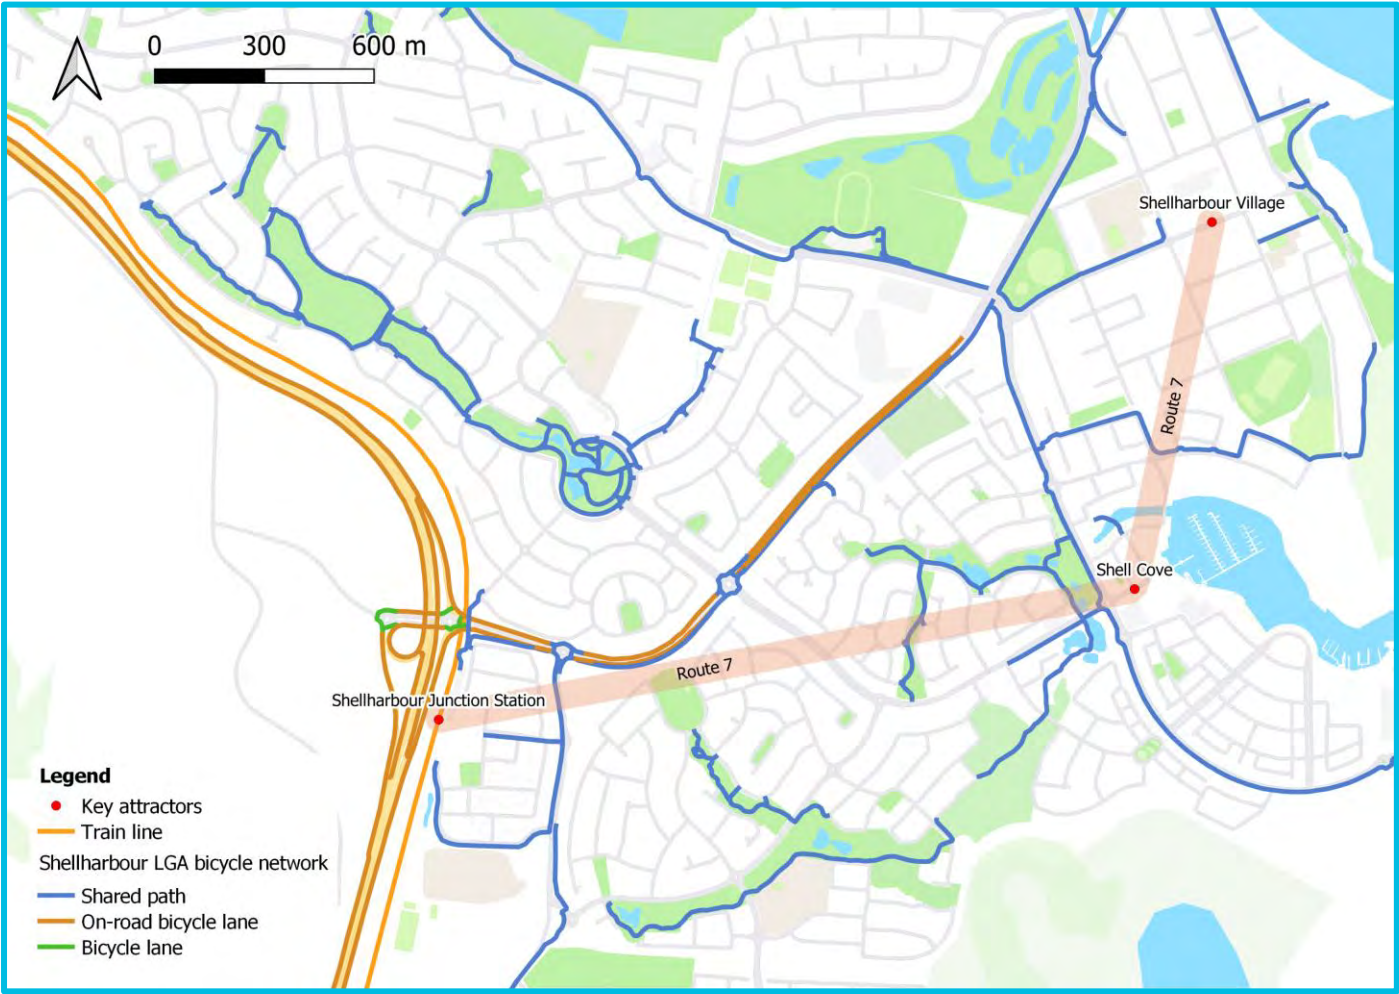 0 300 600 m
Shellharbour Village
Route 7
Shell Cove
Route 7
Shellharbour Junction Station
Legend
Key attractors
Train line
Shellharbour LGA bicycle network
Shared path
On-road bicycle lane
Bicycle lane